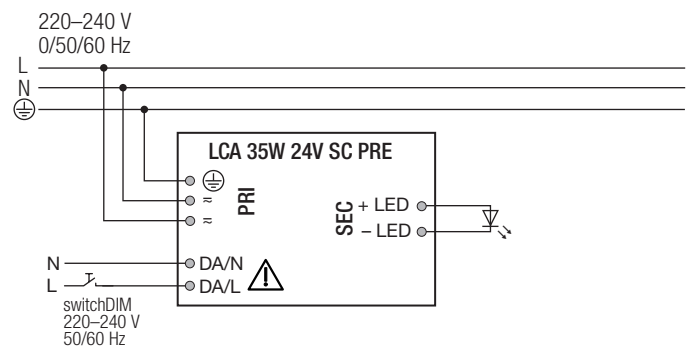 220–240 V
0/50/60 Hz
L
N
LCA 35W 24V SC PRE
PRI
≂
≂
SEC
+ LED
– LED
N
DA/N
L
DA/L
switchDIM
220–240 V
50/60 Hz